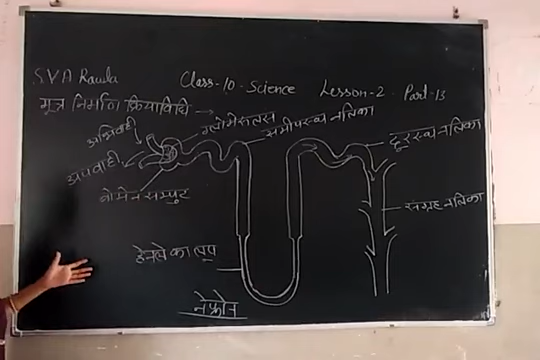 S.V.A Rawla
Class-10 Science Lesson-2 Part-13
मूत्र निर्माण क्रियाविधि →
ग्लोमेरुलस
समीपस्थ नलिका
अभिवाही
दूरस्थ नलिका
अपवाही
बोमेन सम्पुट
संग्रह नलिका
हेनले का लूप
नेफ्रोन